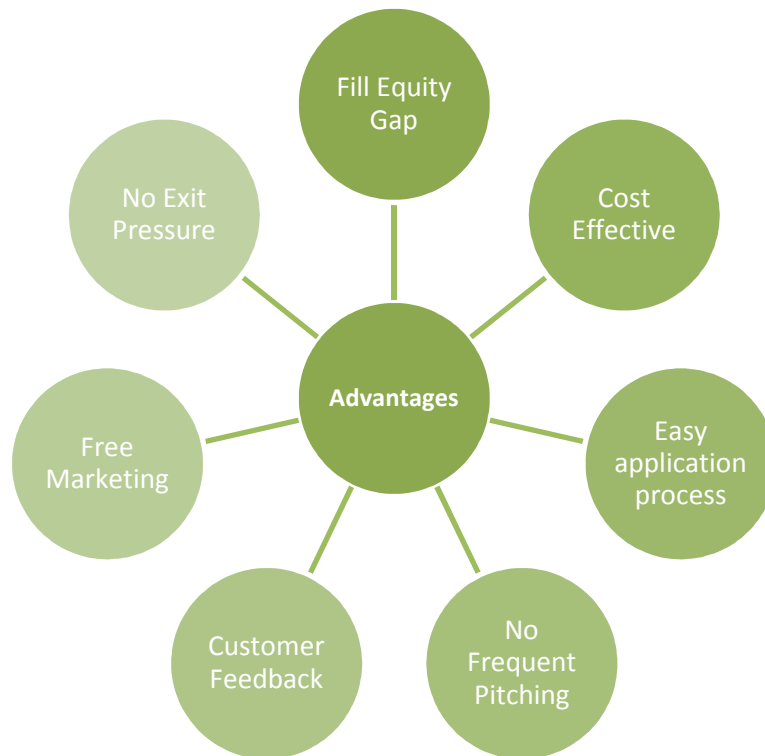 Fill Equity
Gap
Cost
Effective
Easy
application
process
No
Frequent
Pitching
Customer
Feedback
Free
Marketing
No Exit
Pressure
Advantages